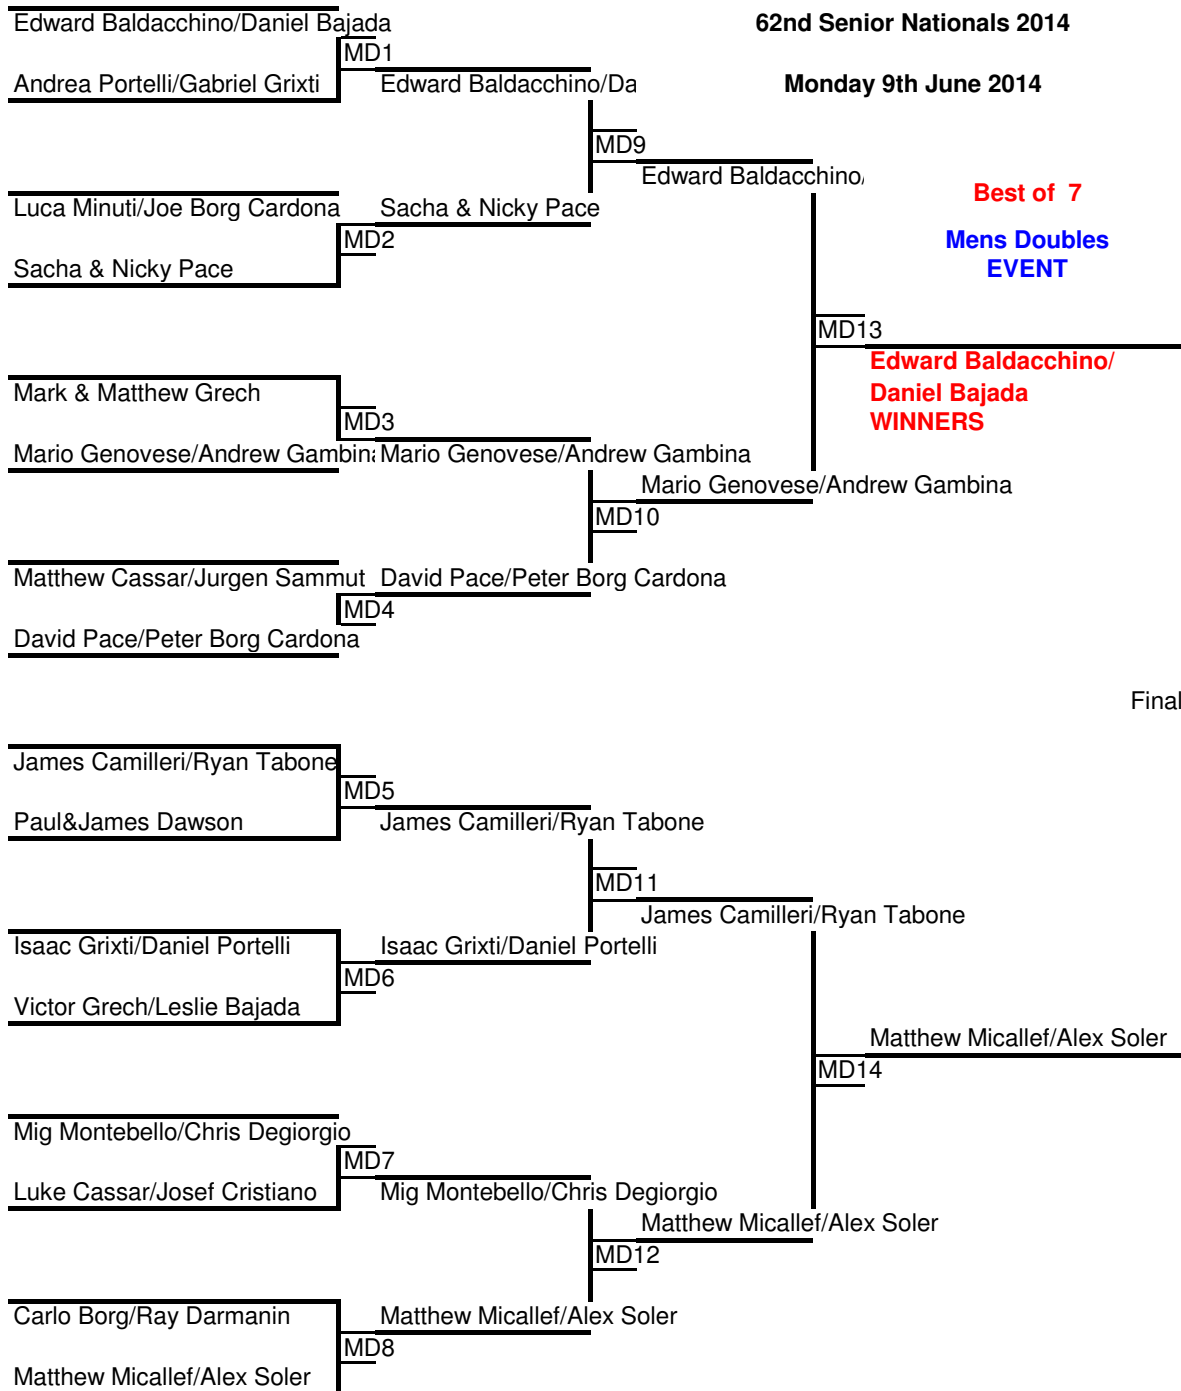 Edward Baldacchino/Daniel Bajada
62nd Senior Nationals 2014
MD1
Andrea Portelli/Gabriel Grixti
Edward Baldacchino/Da
Monday 9th June 2014
MD9
Edward Baldacchino/
Best of 7
Luca Minuti/Joe Borg Cardona
Sacha & Nicky Pace
MD2
Mens Doubles
EVENT
Sacha & Nicky Pace
MD13
Edward Baldacchino/
Daniel Bajada
WINNERS
Mark & Matthew Grech
MD3
Mario Genovese/Andrew Gambina
Mario Genovese/Andrew Gambina
Mario Genovese/Andrew Gambina
MD10
Matthew Cassar/Jurgen Sammut
David Pace/Peter Borg Cardona
MD4
David Pace/Peter Borg Cardona
Final
James Camilleri/Ryan Tabone
MD5
Paul&James Dawson
James Camilleri/Ryan Tabone
MD11
James Camilleri/Ryan Tabone
Isaac Grixti/Daniel Portelli
Isaac Grixti/Daniel Portelli
MD6
Victor Grech/Leslie Bajada
Matthew Micallef/Alex Soler
MD14
Mig Montebello/Chris Degiorgio
MD7
Luke Cassar/Josef Cristiano
Mig Montebello/Chris Degiorgio
Matthew Micallef/Alex Soler
MD12
Carlo Borg/Ray Darmanin
Matthew Micallef/Alex Soler
MD8
Matthew Micallef/Alex Soler